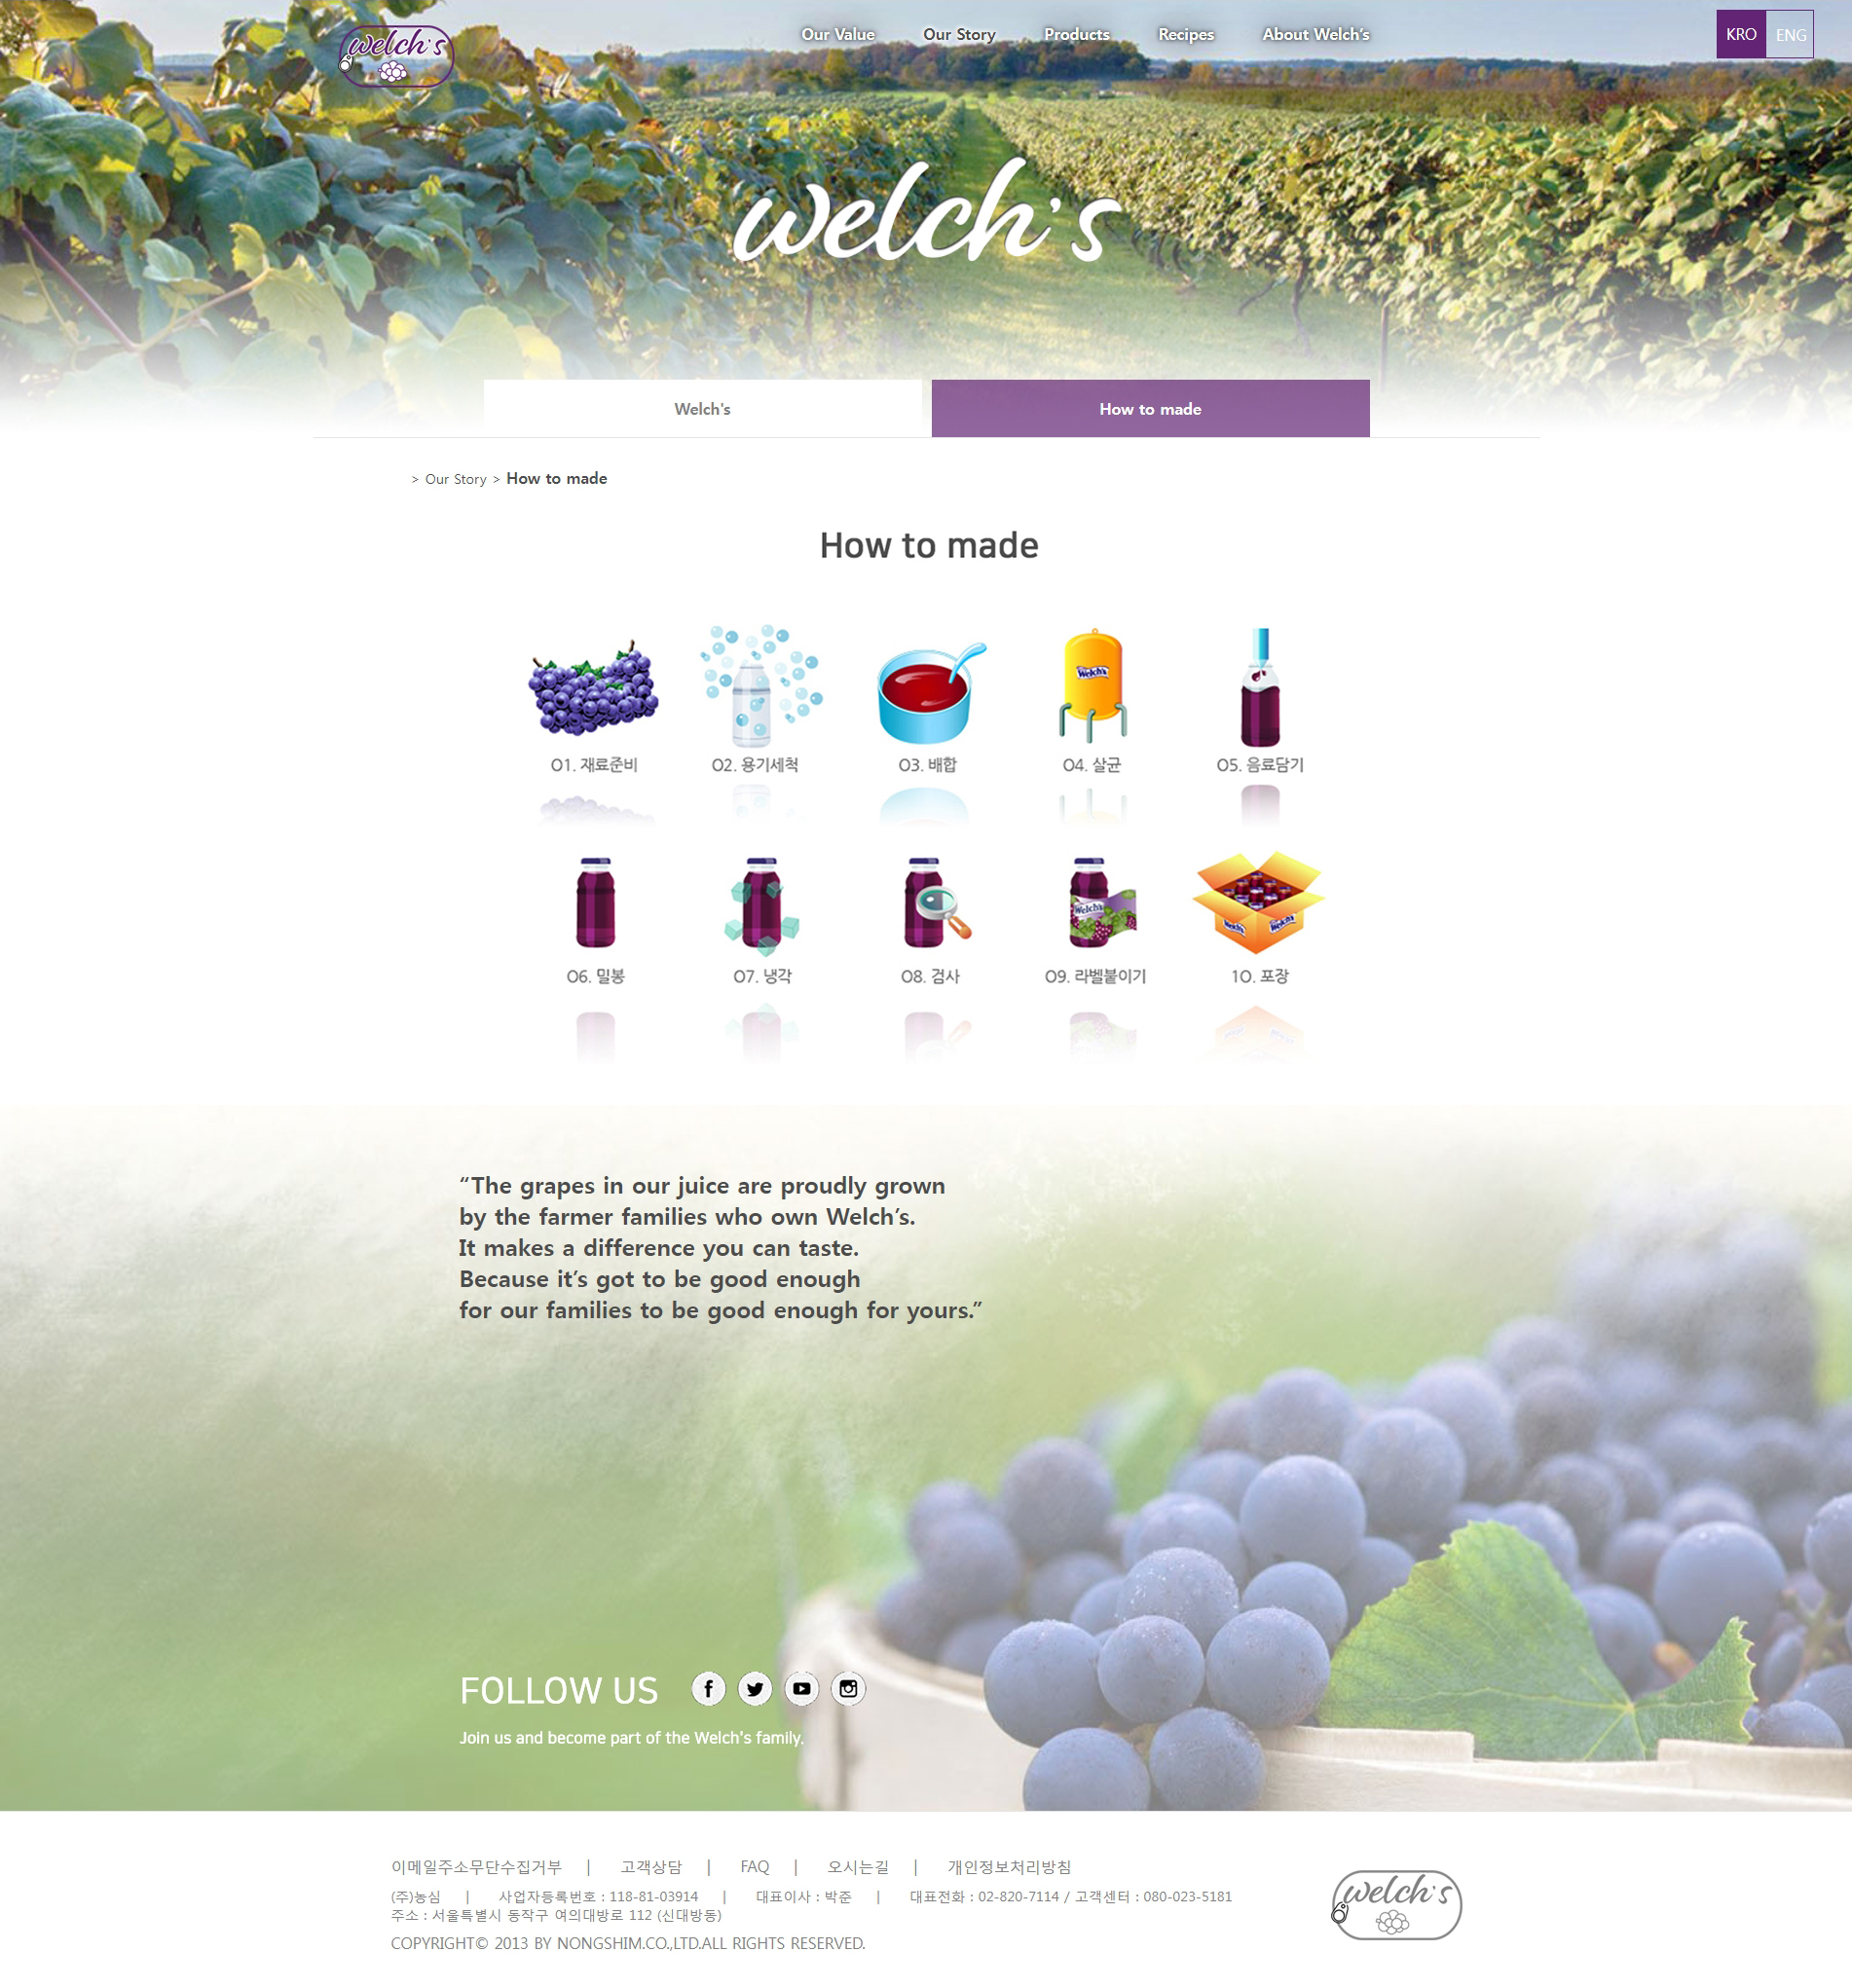 welch's
Our Value
Our Story
Products
Recipes
About Welch's
KRO
ENG
welch's
Welch's
How to made
> Our Story > How to made
How to made
Welch's
01. 재료준비
02. 용기세척
03. 배합
04. 살균
05. 음료담기
Welch's
Welch's
Welch's
06. 밀봉
07. 냉각
08. 검사
09. 라벨붙이기
10. 포장
“The grapes in our juice are proudly grown
by the farmer families who own Welch’s.
It makes a difference you can taste.
Because it’s got to be good enough
for our families to be good enough for yours.”
FOLLOW US
Join us and become part of the Welch's family.
이메일주소무단수집거부 | 고객상담 | FAQ | 오시는길 | 개인정보처리방침
(주)농심 | 사업자등록번호 : 118-81-03914 | 대표이사 : 박준 | 대표전화 : 02-820-7114 / 고객센터 : 080-023-5181
주소 : 서울특별시 동작구 여의대방로 112 (신대방동)
COPYRIGHT© 2013 BY NONGSHIM.CO.,LTD.ALL RIGHTS RESERVED.
welch's